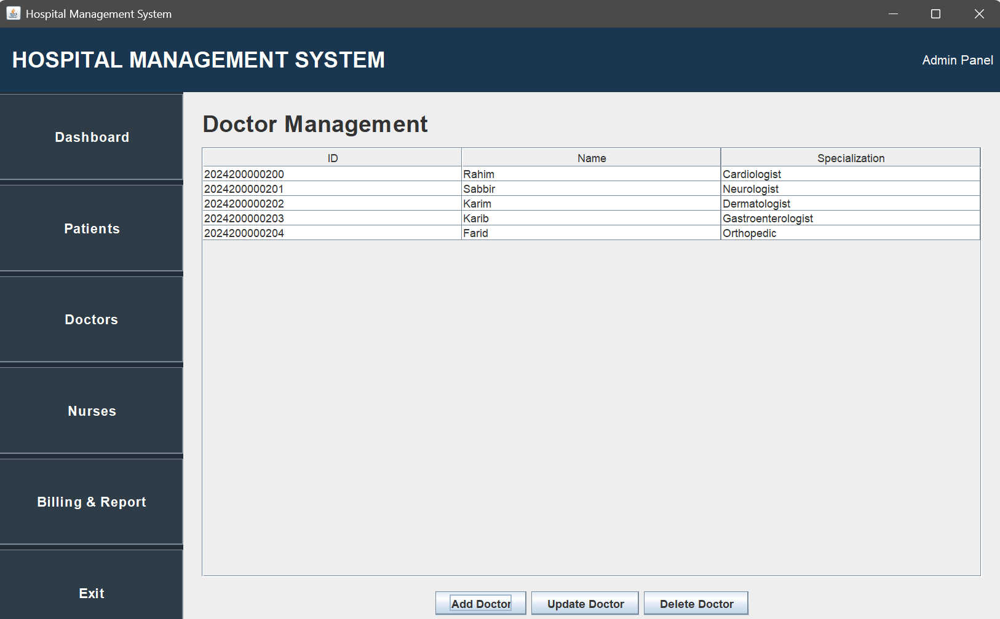 Hospital Management System
HOSPITAL MANAGEMENT SYSTEM
Admin Panel
Dashboard
Patients
Doctors
Nurses
Billing & Report
Exit
Doctor Management
ID Name Specialization
2024200000200 Rahim Cardiologist
2024200000201 Sabbir Neurologist
2024200000202 Karim Dermatologist
2024200000203 Karib Gastroenterologist
2024200000204 Farid Orthopedic
Add Doctor Update Doctor Delete Doctor